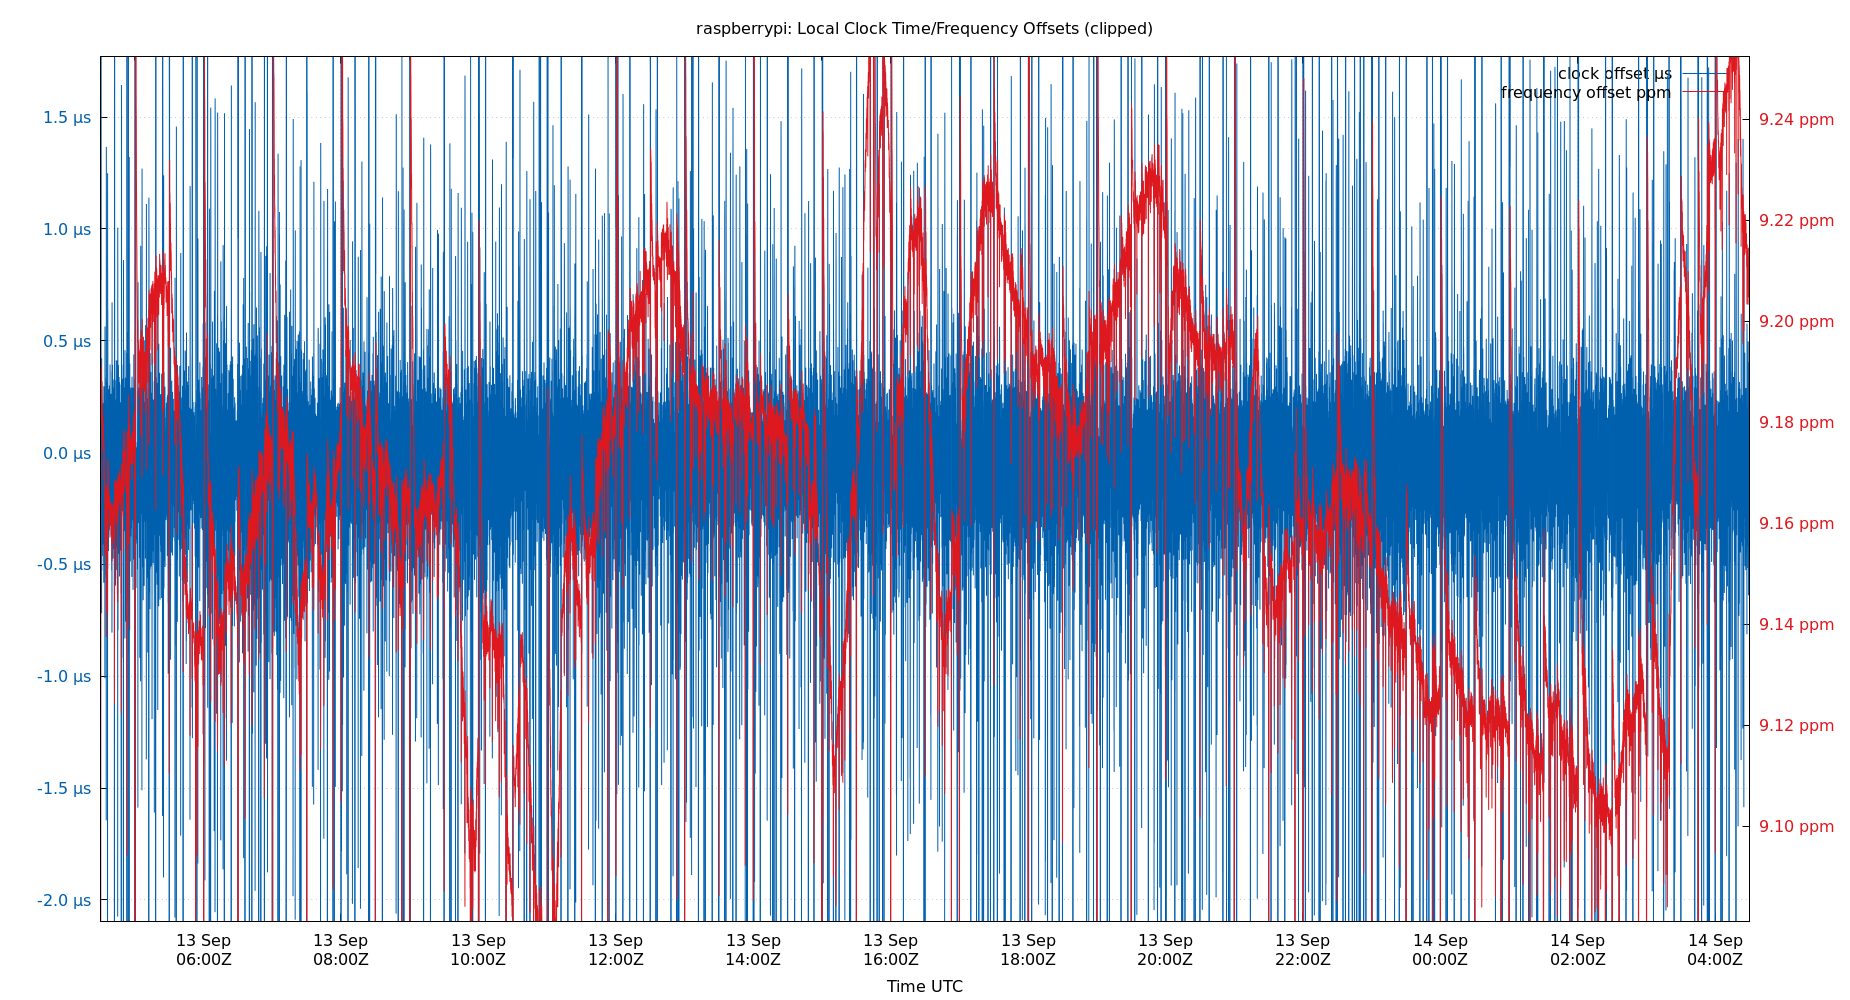 raspberrypi: Local Clock Time/Frequency Offsets (clipped)
clock offset µs
frequency offset ppm
1.5 µs
1.0 µs
0.5 µs
0.0 µs
-0.5 µs
-1.0 µs
-1.5 µs
-2.0 µs
9.24 ppm
9.22 ppm
9.20 ppm
9.18 ppm
9.16 ppm
9.14 ppm
9.12 ppm
9.10 ppm
13 Sep
06:00Z
13 Sep
08:00Z
13 Sep
10:00Z
13 Sep
12:00Z
13 Sep
14:00Z
13 Sep
16:00Z
13 Sep
18:00Z
13 Sep
20:00Z
13 Sep
22:00Z
14 Sep
00:00Z
14 Sep
02:00Z
14 Sep
04:00Z
Time UTC